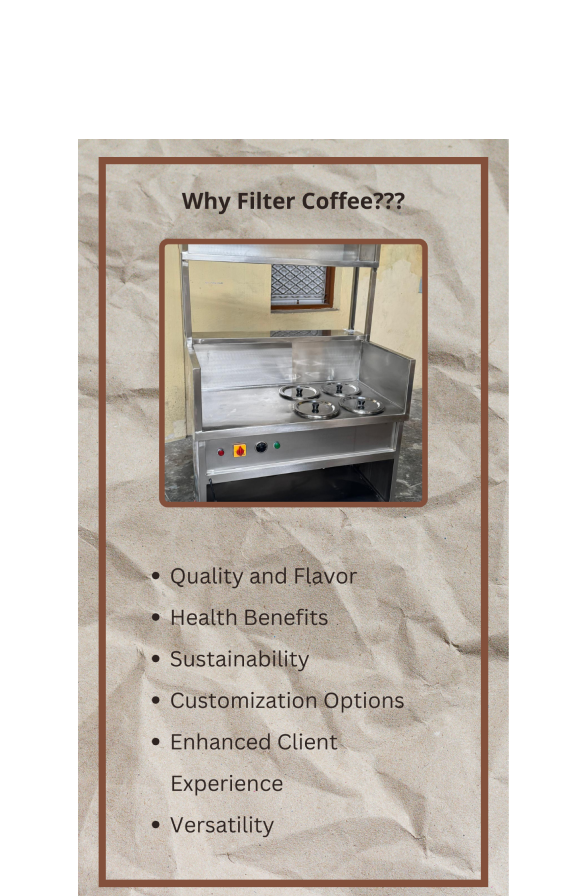 Why Filter Coffee???
• Quality and Flavor
• Health Benefits
• Sustainability
• Customization Options
• Enhanced Client
Experience
• Versatility